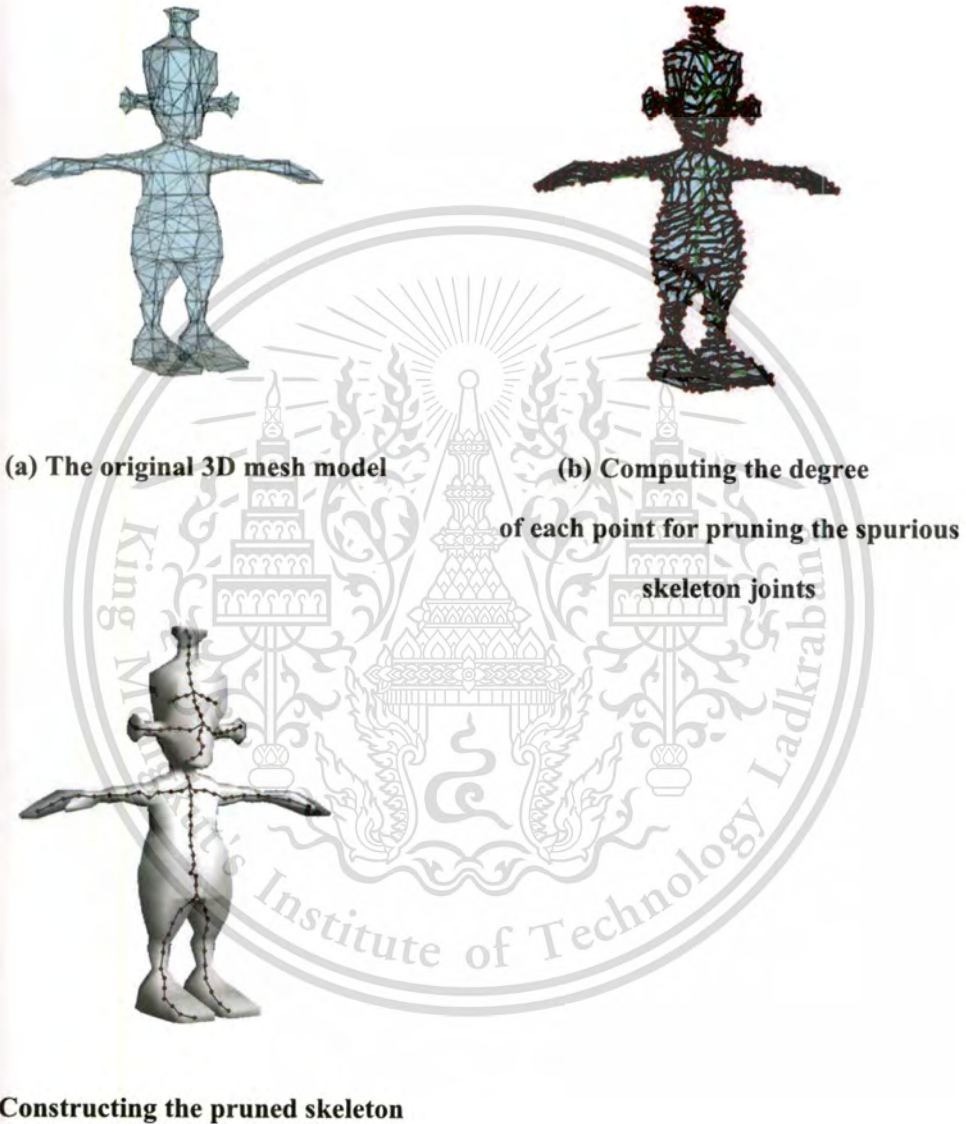 (a) The original 3D mesh model
(b) Computing the degree
of each point for pruning the spurious
skeleton joints
King Mongkut's Institute of Technology Ladkrabung
Constructing the pruned skeleton